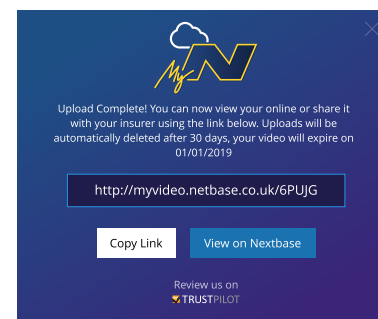 My N
Upload Complete! You can now view your online or share it
with your insurer using the link below. Uploads will be
automatically deleted after 30 days, your video will expire on
01/01/2019
http://myvideo.netbase.co.uk/6PUJG
Copy Link View on Nextbase
Review us on
TRUSTPILOT